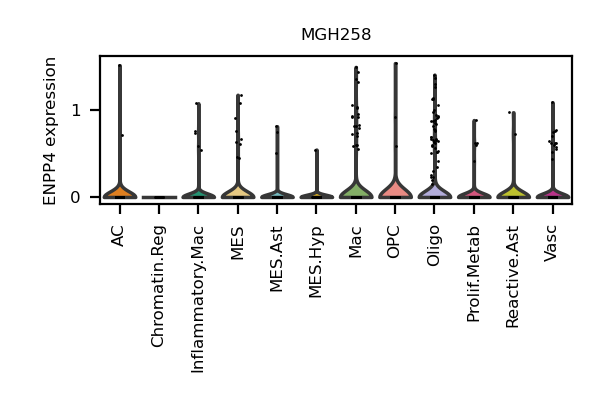 MGH258
ENPP4 expression
1
0
AC
Chromatin.Reg
Inflammatory.Mac
MES
MES.Ast
MES.Hyp
Mac
OPC
Oligo
Prolif.Metab
Reactive.Ast
Vasc